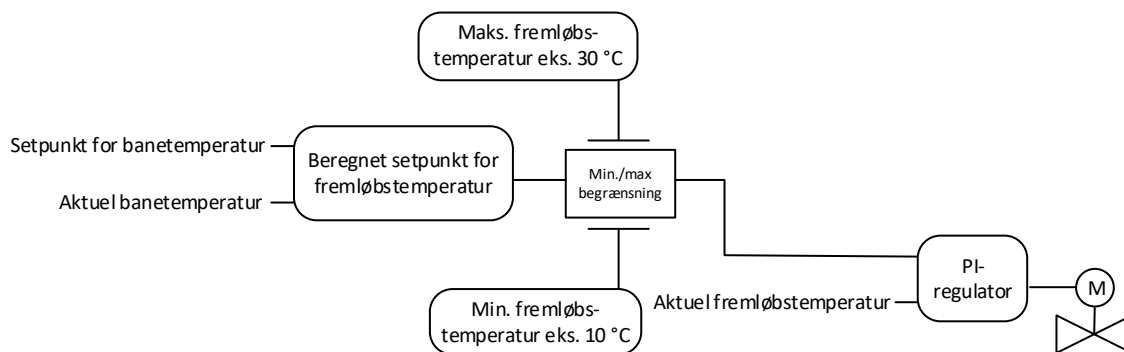 Maks. fremløbs-
temperatur eks. 30 °C
Setpunkt for banetemperatur
Aktuel banetemperatur
Beregnet setpunkt for
fremløbstemperatur
Min./max
begrænsning
Min. fremløbs-
temperatur eks. 10 °C
Aktuel fremløbstemperatur
PI-
regulator
M